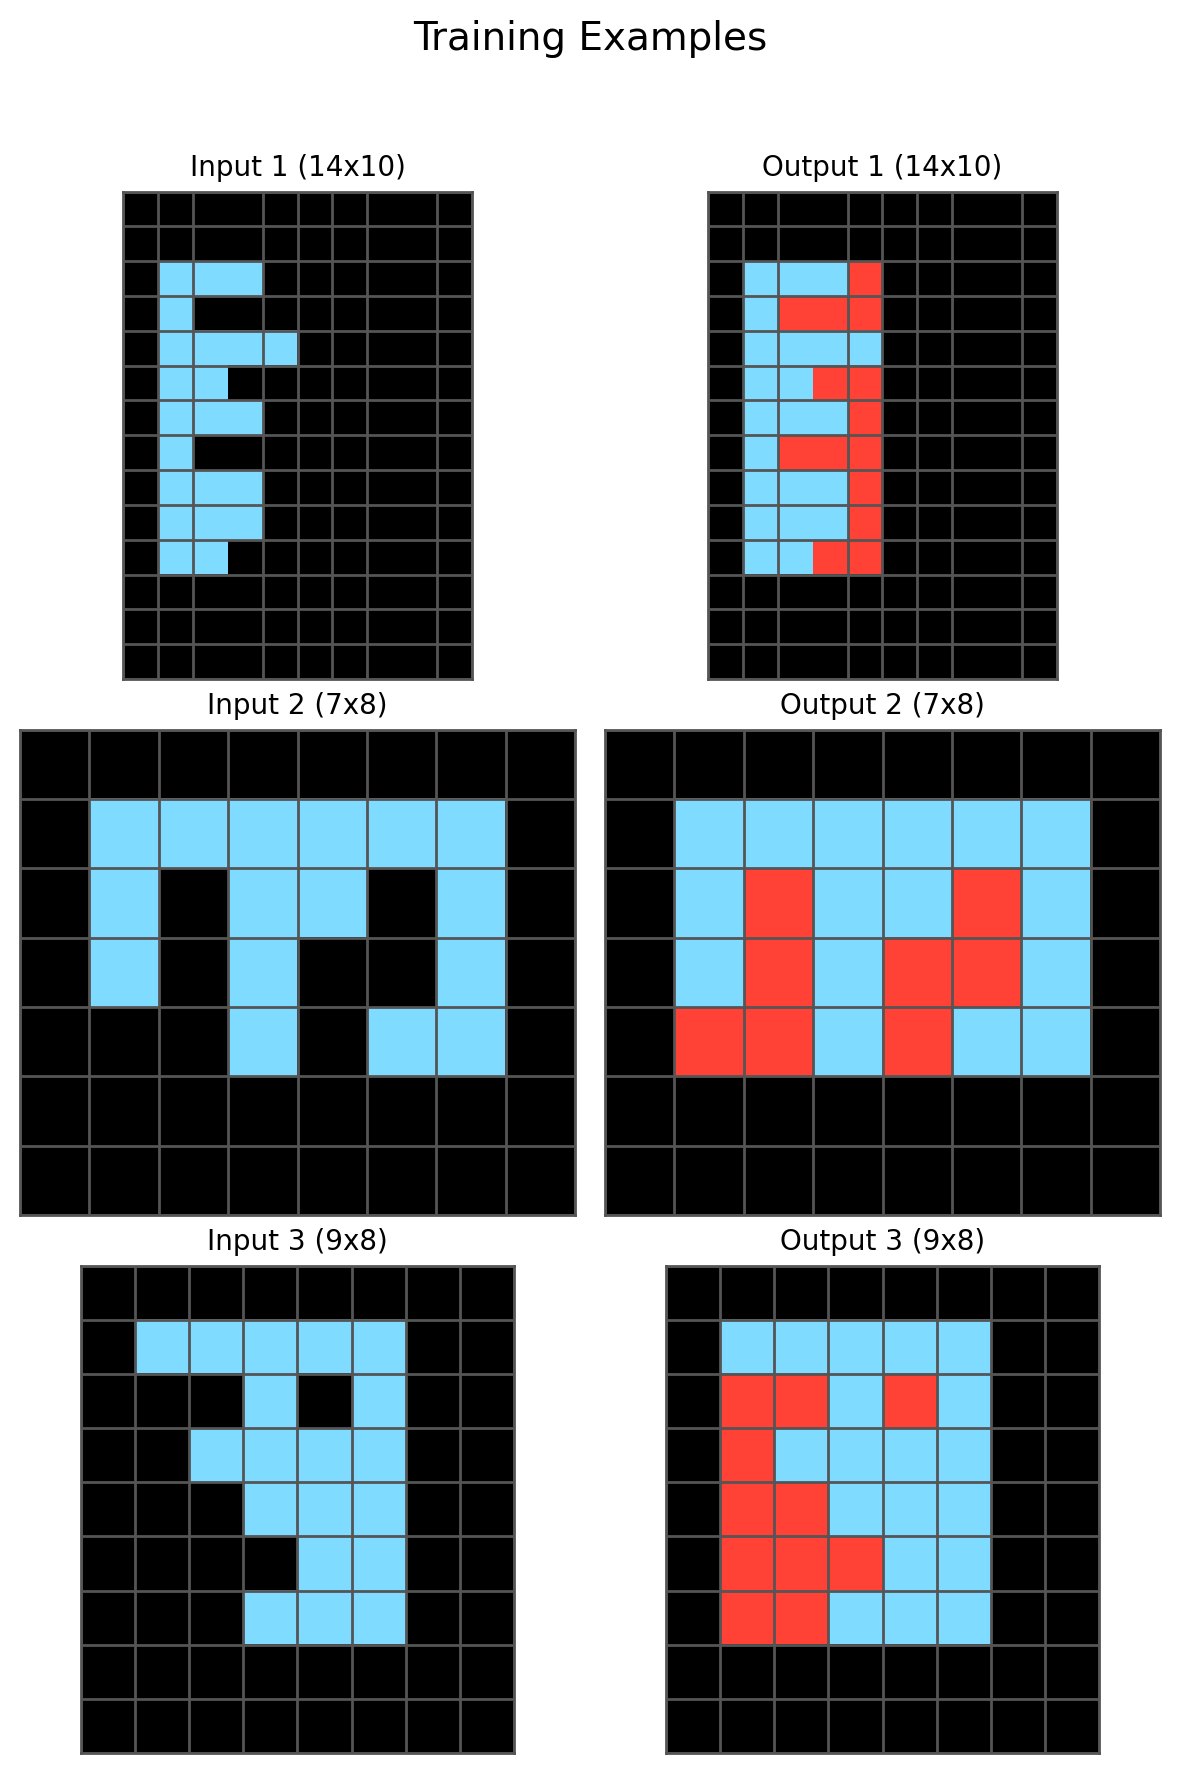 Training Examples
Input 1 (14x10)
Output 1 (14x10)
Input 2 (7x8)
Output 2 (7x8)
Input 3 (9x8)
Output 3 (9x8)